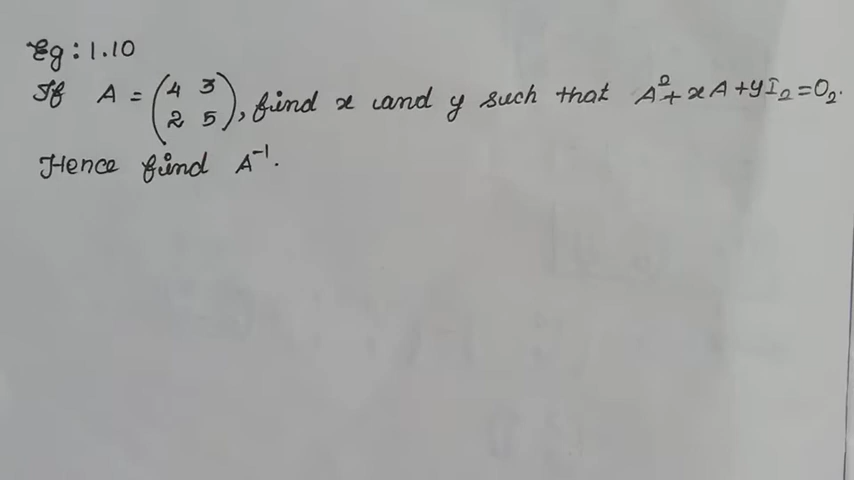 Eg: 1.10
If A = (4 3
2 5), find x and y such that A²+xA+yI₂=O₂.
Hence find A⁻¹.